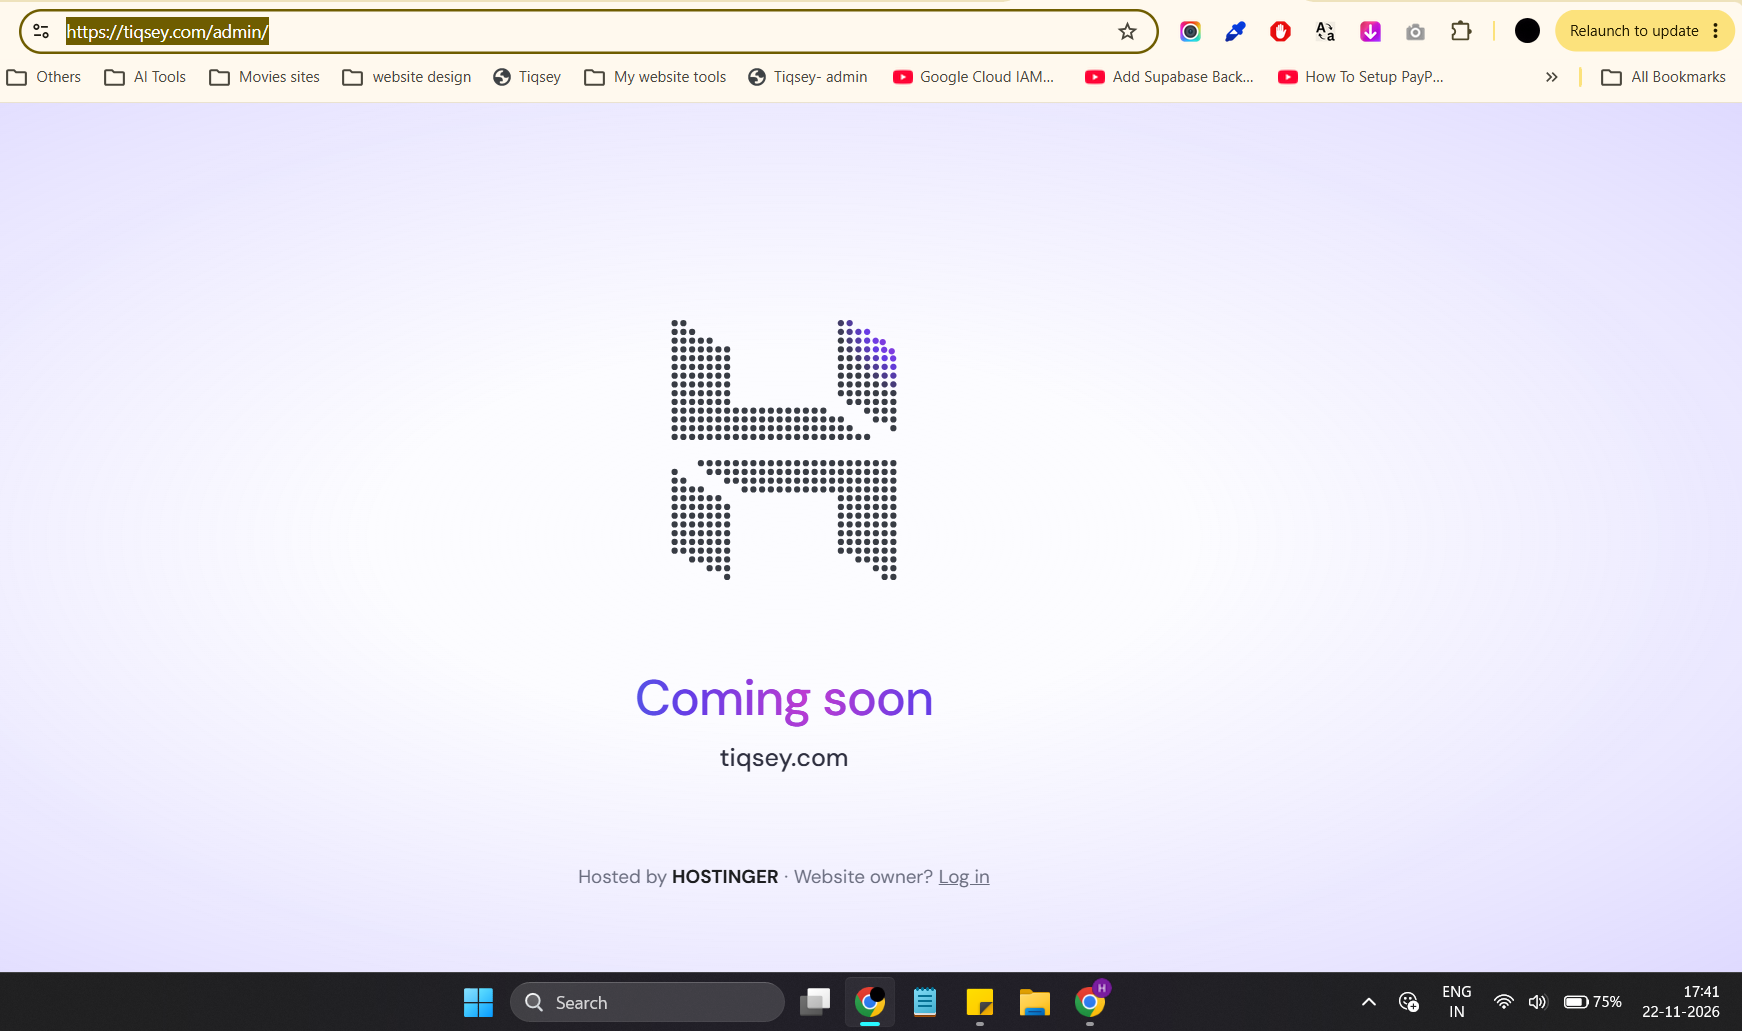 https://tiqsey.com/admin/
Relaunch to update
Others AI Tools Movies sites website design Tiqsey My website tools Tiqsey- admin Google Cloud IAM... Add Supabase Back... How To Setup PayP... » All Bookmarks
Coming soon
tiqsey.com
Hosted by HOSTINGER · Website owner? Log in
Search
H
ENG
IN
75%
17:41
22-11-2026